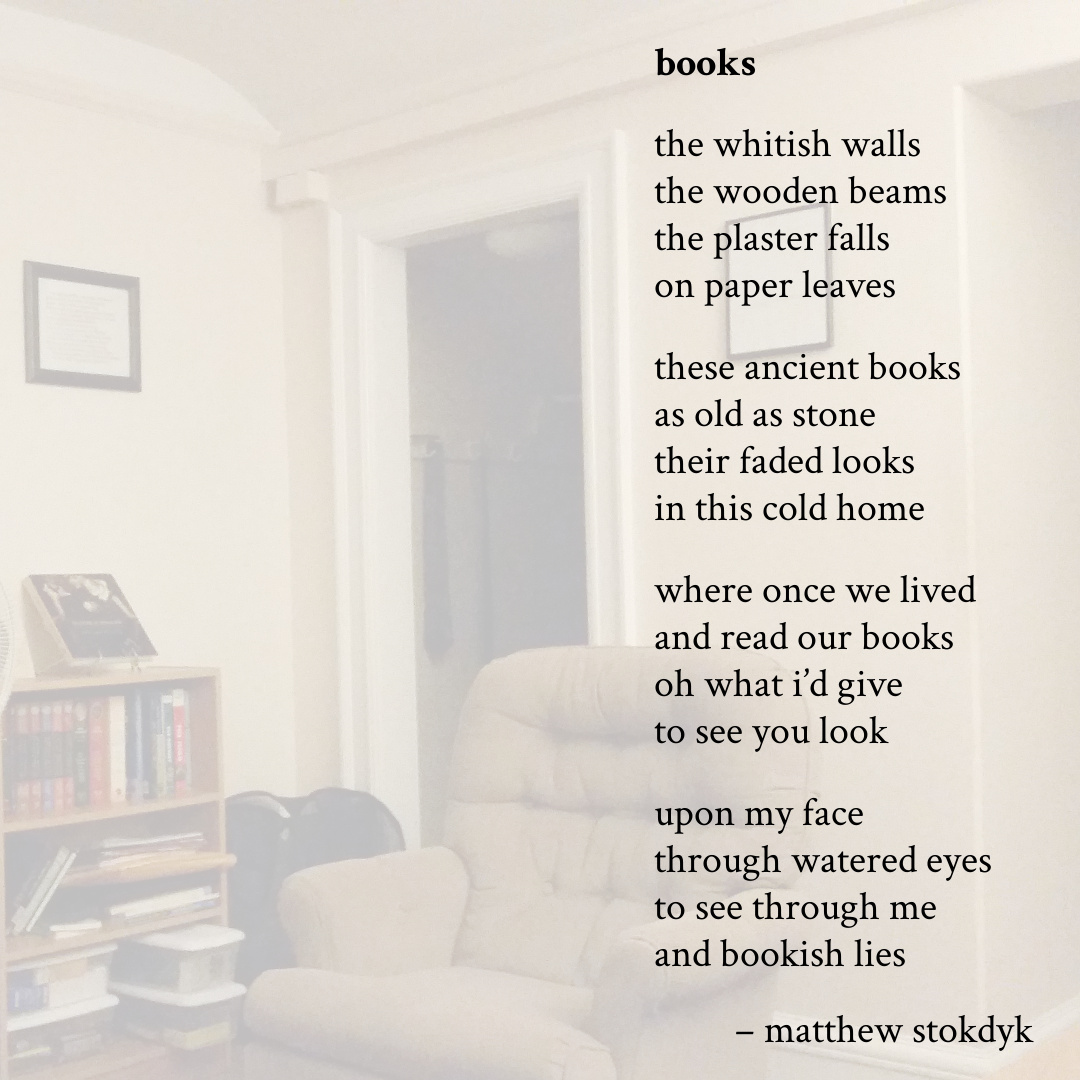 books
the whitish walls
the wooden beams
the plaster falls
on paper leaves
these ancient books
as old as stone
their faded looks
in this cold home
where once we lived
and read our books
oh what i’d give
to see you look
upon my face
through watered eyes
to see through me
and bookish lies
– matthew stokdyk